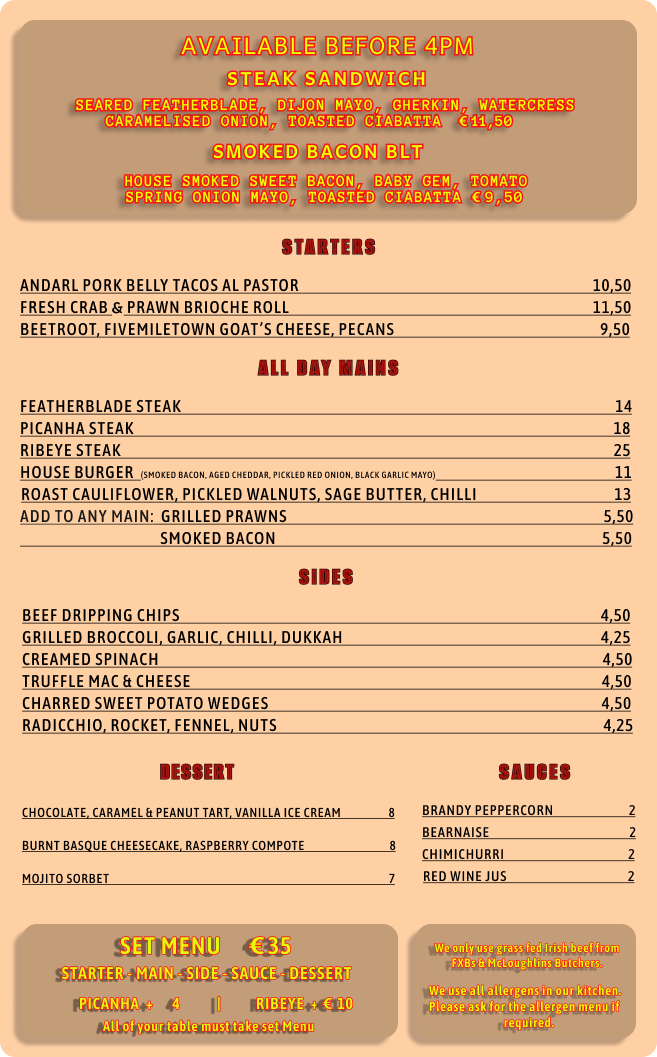 AVAILABLE BEFORE 4PM
STEAK SANDWICH
SEARED FEATHERBLADE, DIJON MAYO, GHERKIN, WATERCRESS
CARAMELISED ONION, TOASTED CIABATTA €11,50
SMOKED BACON BLT
HOUSE SMOKED SWEET BACON, BABY GEM, TOMATO
SPRING ONION MAYO, TOASTED CIABATTA €9,50
STARTERS
ANDARL PORK BELLY TACOS AL PASTOR 10,50
FRESH CRAB & PRAWN BRIOCHE ROLL 11,50
BEETROOT, FIVEMILETOWN GOAT'S CHEESE, PECANS 9,50
ALL DAY MAINS
FEATHERBLADE STEAK 14
PICANHA STEAK 18
RIBEYE STEAK 25
HOUSE BURGER (SMOKED BACON, AGED CHEDDAR, PICKLED RED ONION, BLACK GARLIC MAYO) 11
ROAST CAULIFLOWER, PICKLED WALNUTS, SAGE BUTTER, CHILLI 13
ADD TO ANY MAIN: GRILLED PRAWNS 5,50
SMOKED BACON 5,50
SIDES
BEEF DRIPPING CHIPS 4,50
GRILLED BROCCOLI, GARLIC, CHILLI, DUKKAH 4,25
CREAMED SPINACH 4,50
TRUFFLE MAC & CHEESE 4,50
CHARRED SWEET POTATO WEDGES 4,50
RADICCHIO, ROCKET, FENNEL, NUTS 4,25
DESSERT
CHOCOLATE, CARAMEL & PEANUT TART, VANILLA ICE CREAM 8
BURNT BASQUE CHEESECAKE, RASPBERRY COMPOTE 8
MOJITO SORBET 7
SAUCES
BRANDY PEPPERCORN 2
BEARNAISE 2
CHIMICHURRI 2
RED WINE JUS 2
SET MENU €35
STARTER - MAIN - SIDE - SAUCE - DESSERT
PICANHA + 4 | RIBEYE + € 10
All of your table must take set Menu
We only use grass fed Irish beef from
FXBs & McLoughlins Butchers.
We use all allergens in our kitchen.
Please ask for the allergen menu if
required.